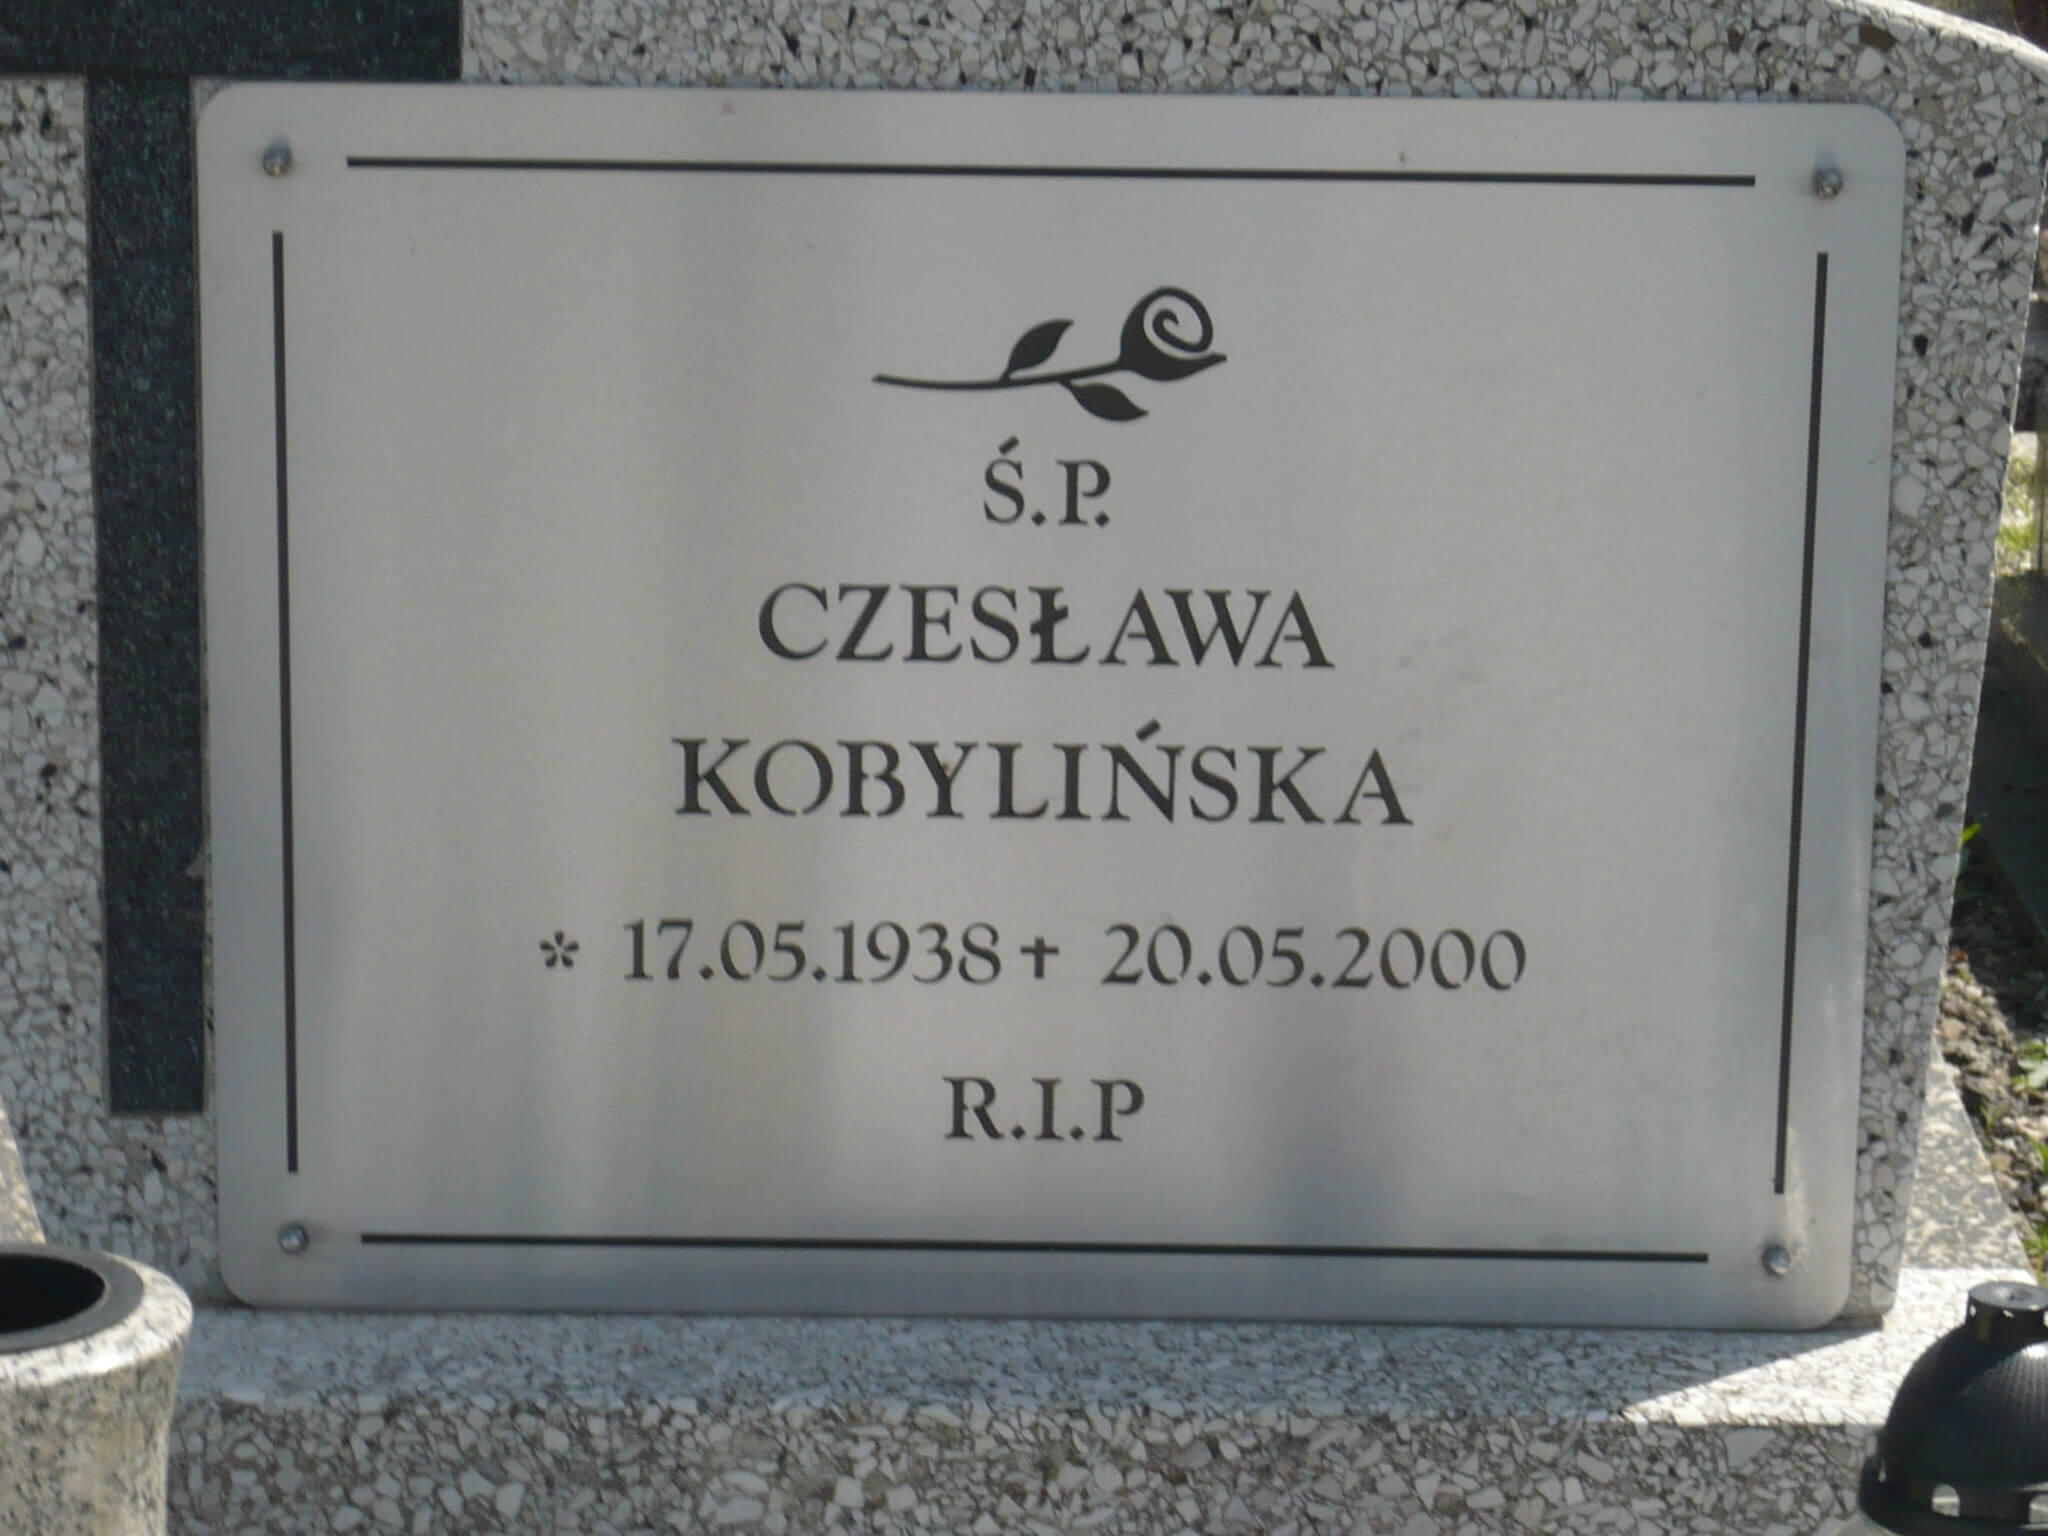 Ś.P.
CZESŁAWA
KOBYLIŃSKA
* 17.05.1938 + 20.05.2000
R.I.P